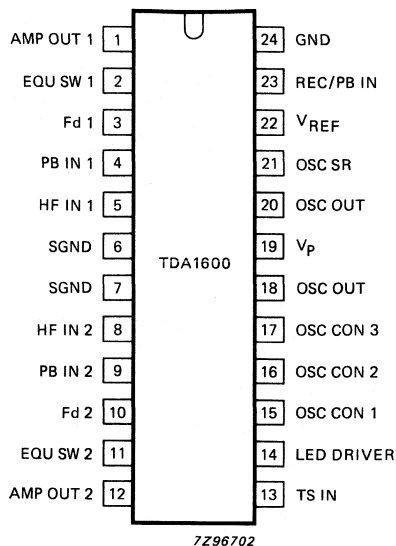 AMP OUT 1 1 24 GND
EQU SW 1 2 23 REC/PB IN
Fd 1 3 22 VREF
PB IN 1 4 21 OSC SR
HF IN 1 5 20 OSC OUT
SGND 6 19 VP
TDA1600
SGND 7 18 OSC OUT
HF IN 2 8 17 OSC CON 3
PB IN 2 9 16 OSC CON 2
Fd 2 10 15 OSC CON 1
EQU SW 2 11 14 LED DRIVER
AMP OUT 2 12 13 TS IN
7Z96702